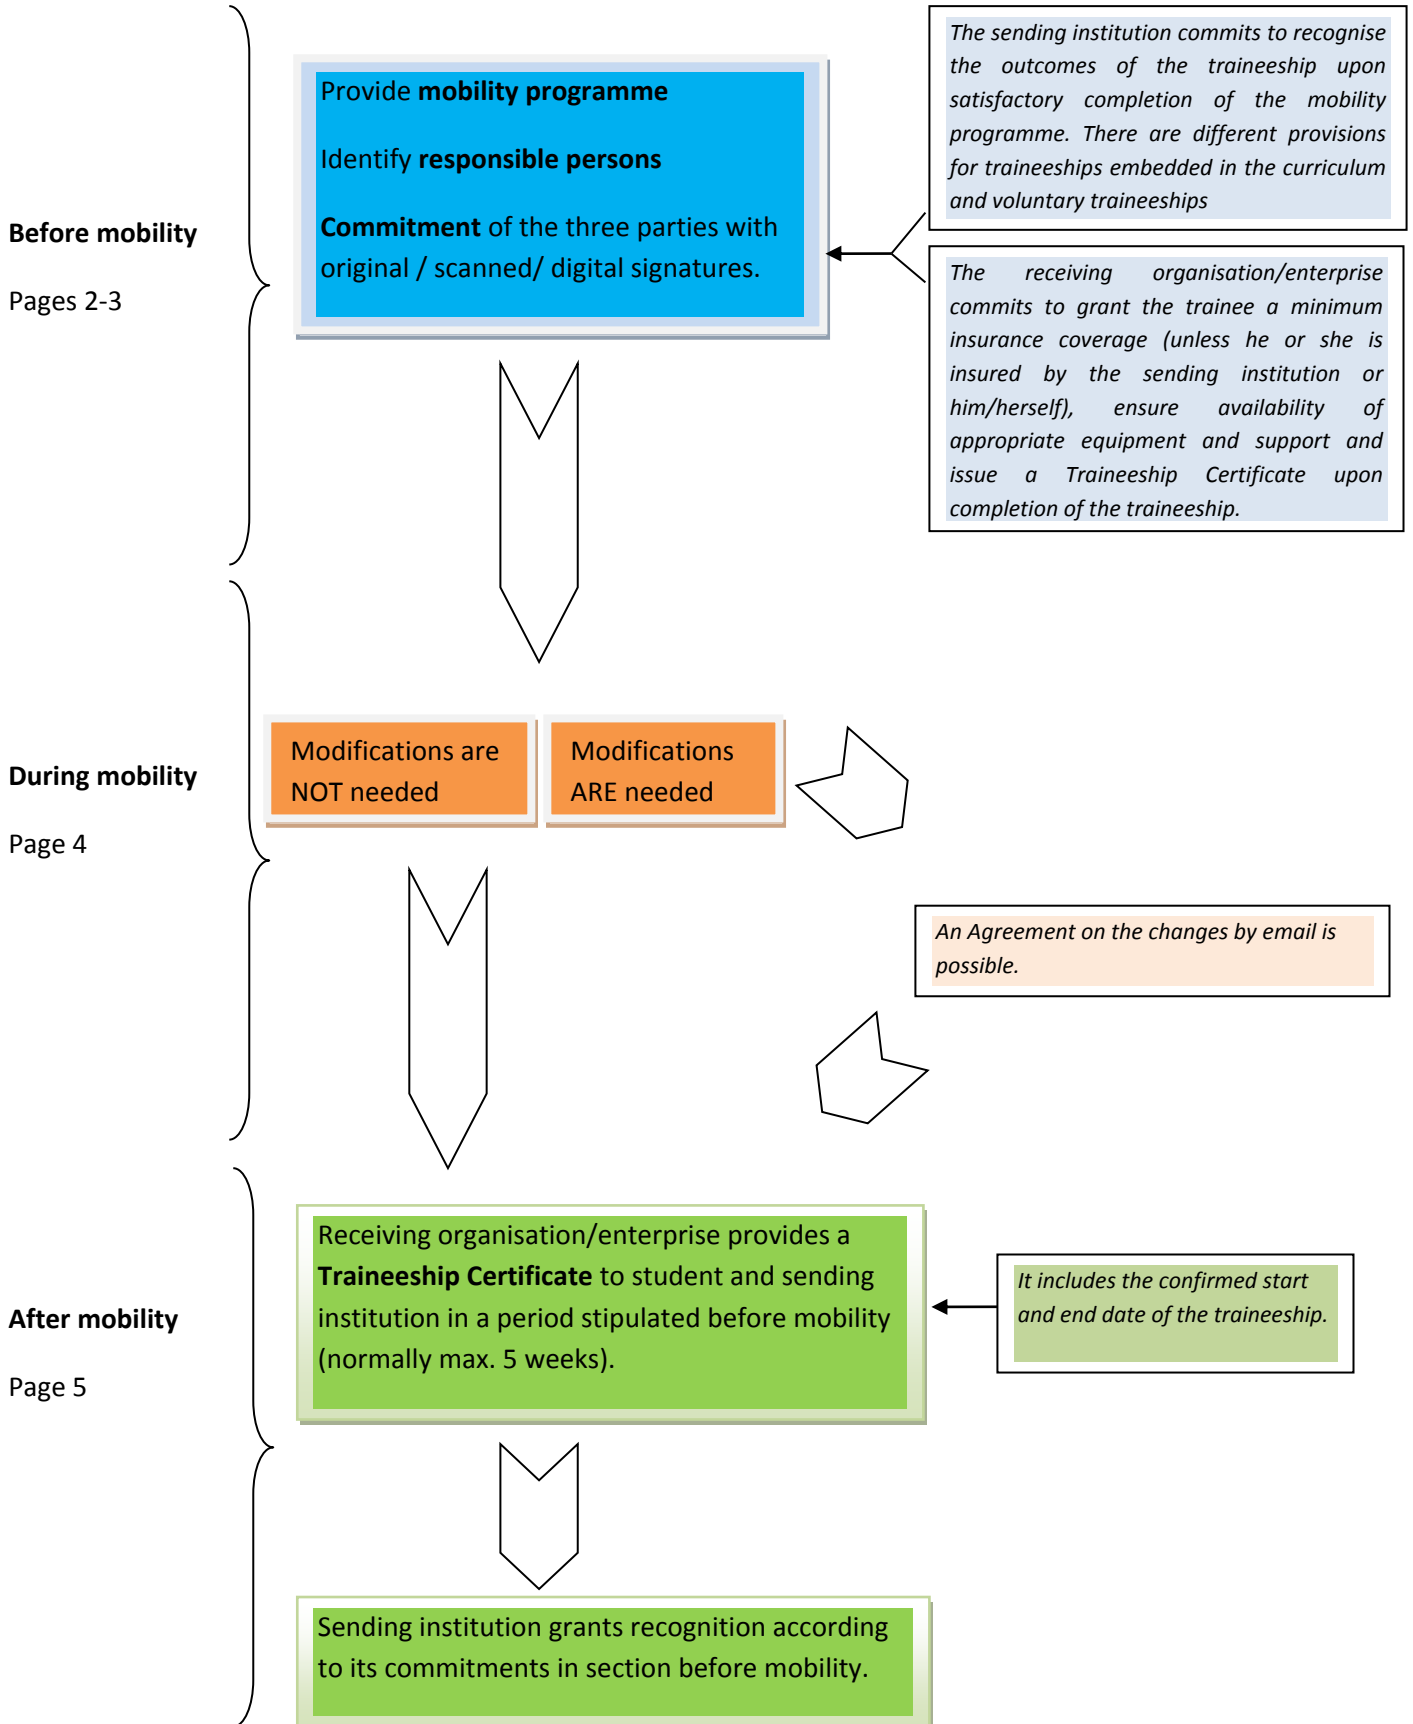 Before mobility
Pages 2-3
Provide mobility programme
Identify responsible persons
Commitment of the three parties with
original / scanned/ digital signatures.
The sending institution commits to recognise
the outcomes of the traineeship upon
satisfactory completion of the mobility
programme. There are different provisions
for traineeships embedded in the curriculum
and voluntary traineeships
The receiving organisation/enterprise
commits to grant the trainee a minimum
insurance coverage (unless he or she is
insured by the sending institution or
him/herself), ensure availability of
appropriate equipment and support and
issue a Traineeship Certificate upon
completion of the traineeship.
During mobility
Page 4
Modifications are
NOT needed
Modifications
ARE needed
An Agreement on the changes by email is
possible.
After mobility
Page 5
Receiving organisation/enterprise provides a
Traineeship Certificate to student and sending
institution in a period stipulated before mobility
(normally max. 5 weeks).
It includes the confirmed start
and end date of the traineeship.
Sending institution grants recognition according
to its commitments in section before mobility.